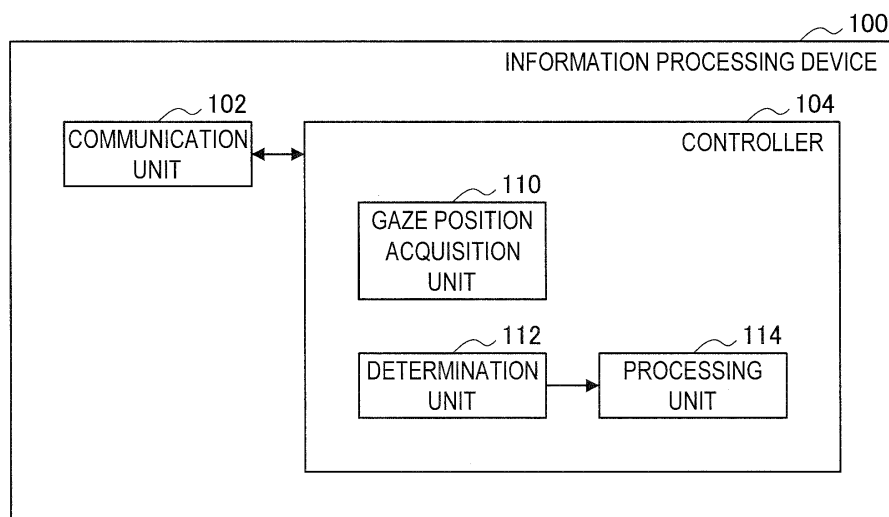 100
INFORMATION PROCESSING DEVICE
102
COMMUNICATION
UNIT
104
CONTROLLER
110
GAZE POSITION
ACQUISITION
UNIT
112
DETERMINATION
UNIT
114
PROCESSING
UNIT